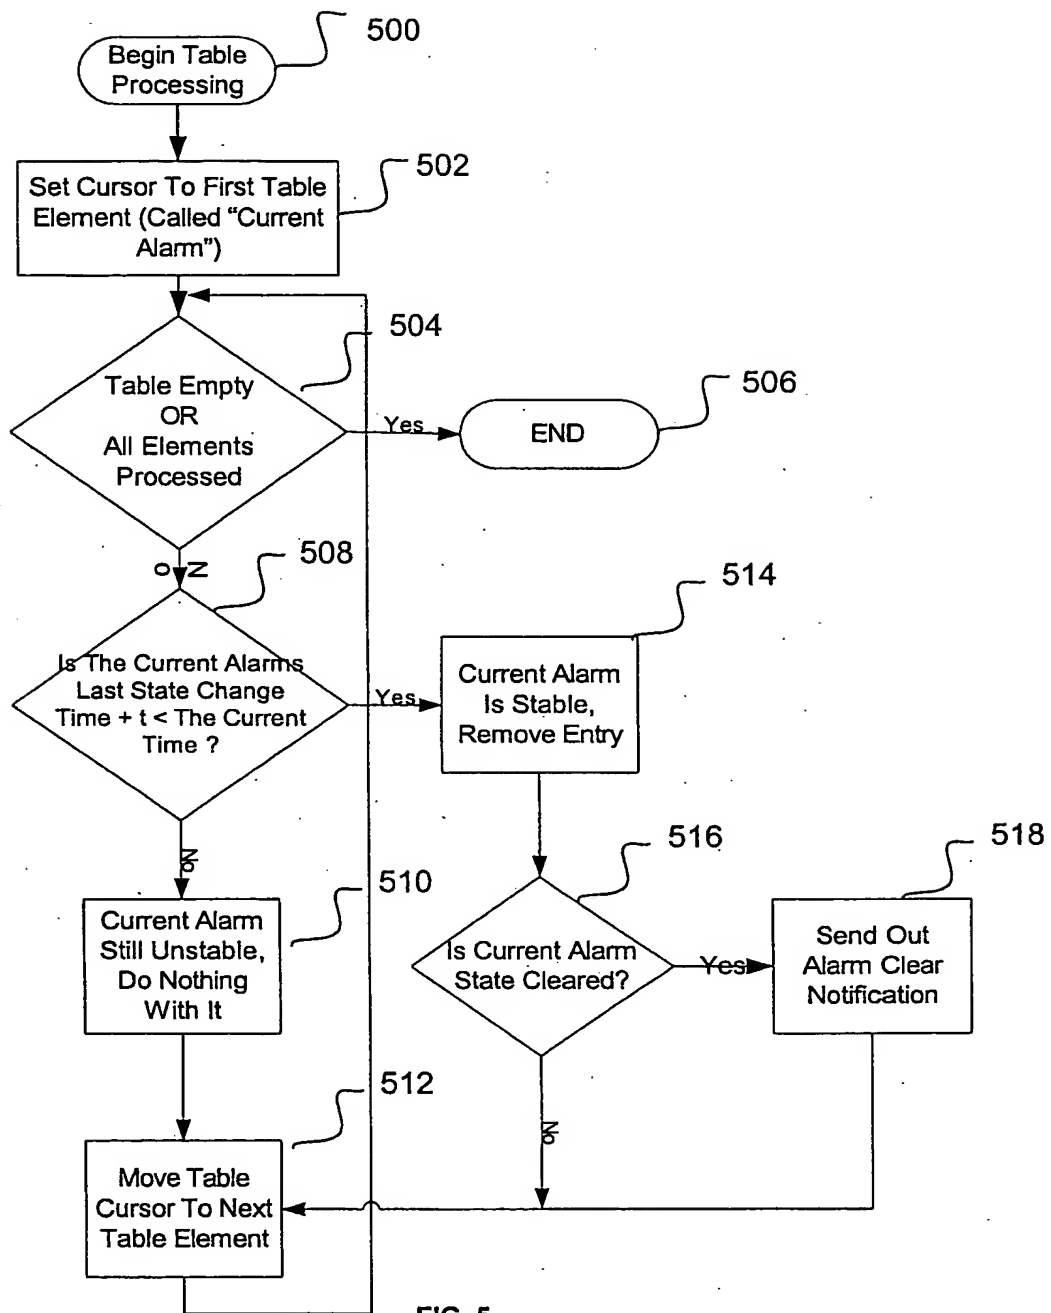 500
Begin Table
Processing
502
Set Cursor To First Table
Element (Called “Current
Alarm”)
504
Table Empty
OR
All Elements
Processed
Yes
506
END
No
508
Is The Current Alarms
Last State Change
Time + t < The Current
Time ?
Yes
514
Current Alarm
Is Stable,
Remove Entry
No
510
Current Alarm
Still Unstable,
Do Nothing
With It
516
Is Current Alarm
State Cleared?
Yes
518
Send Out
Alarm Clear
Notification
No
512
Move Table
Cursor To Next
Table Element
FIG. 5